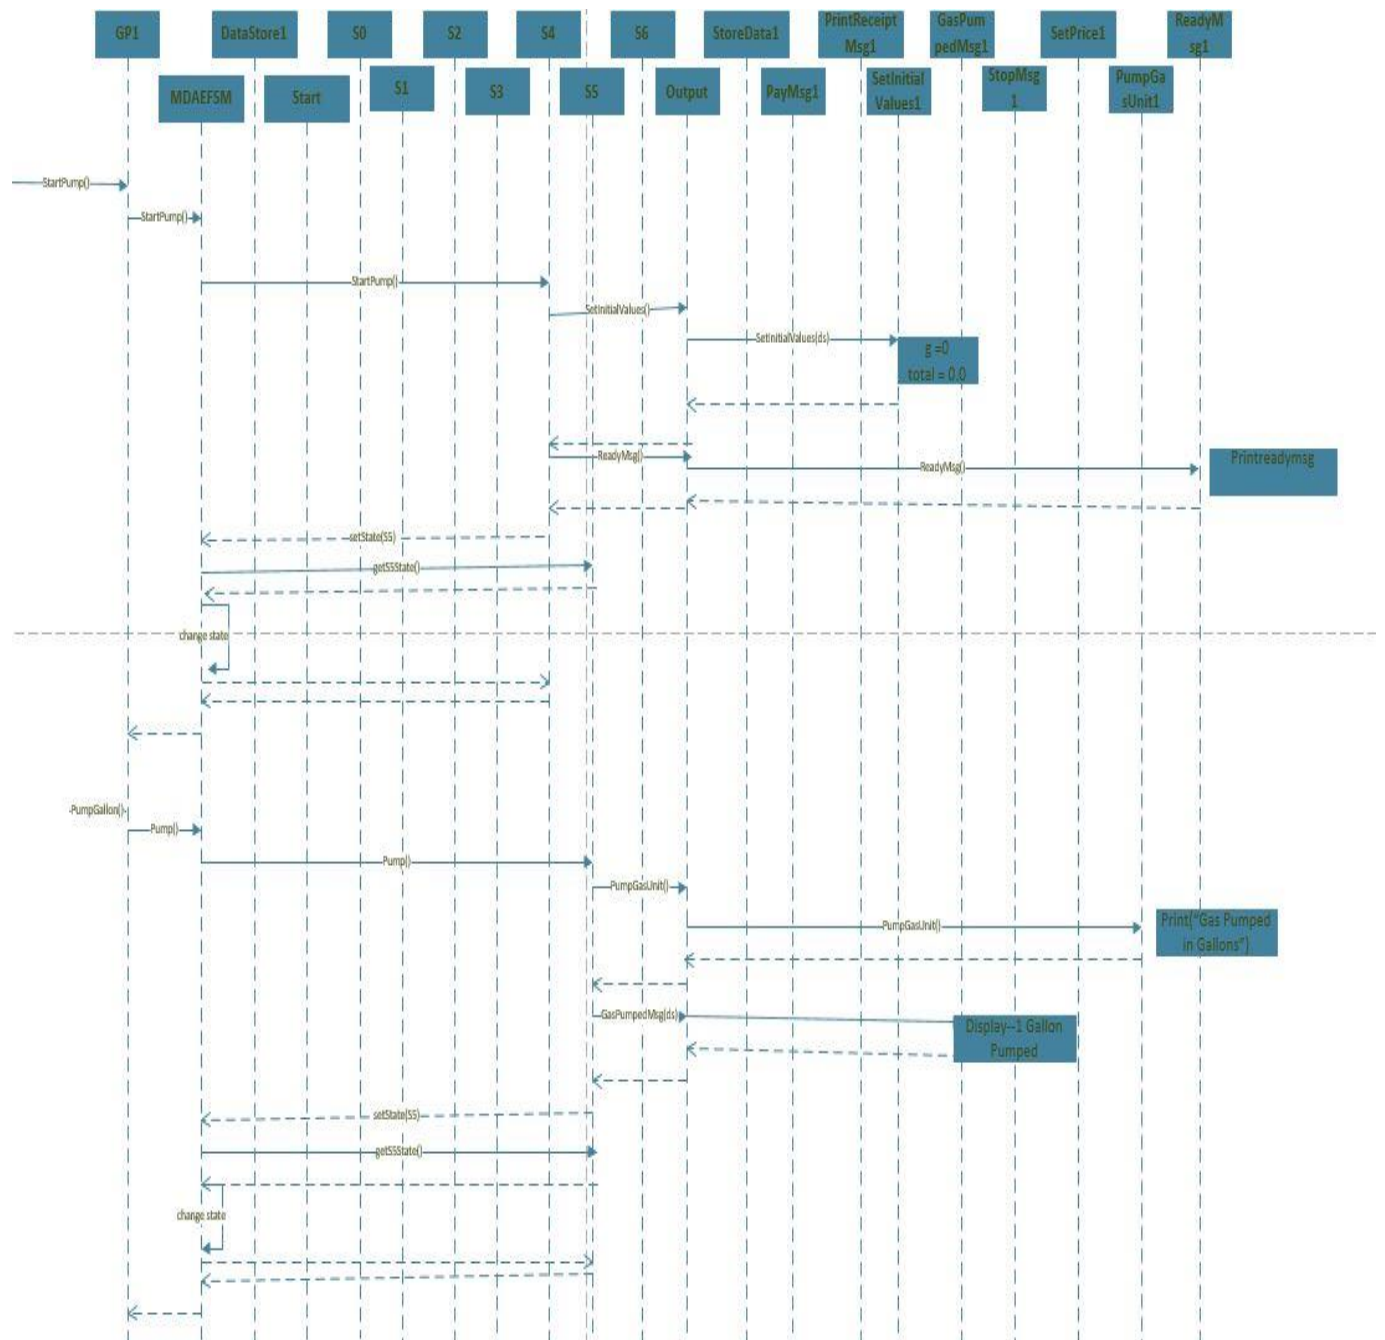 GP1
DataStore1
S0
S2
S4
S6
StoreData1
PrintReceipt
Msg1
GasPum
pedMsg1
SetPrice1
ReadyM
sg1
MDAEFSM
Start
S1
S3
S5
Output
PayMsg1
SetInitial
Values1
StopMsg
1
PumpGa
sUnit1
StartPump()
StartPump()
StartPump()
SetInitialValues()
SetInitialValues(ds)
g =0
total = 0.0
ReadyMsg()
ReadyMsg()
Printreadymsg
setState(S5)
getS5State()
change state
PumpGallon()
Pump()
Pump()
PumpGasUnit()
PumpGasUnit()
Print("Gas Pumped
in Gallons")
GasPumpedMsg(ds)
Display--1 Gallon
Pumped
setState(S5)
getS5State()
change state